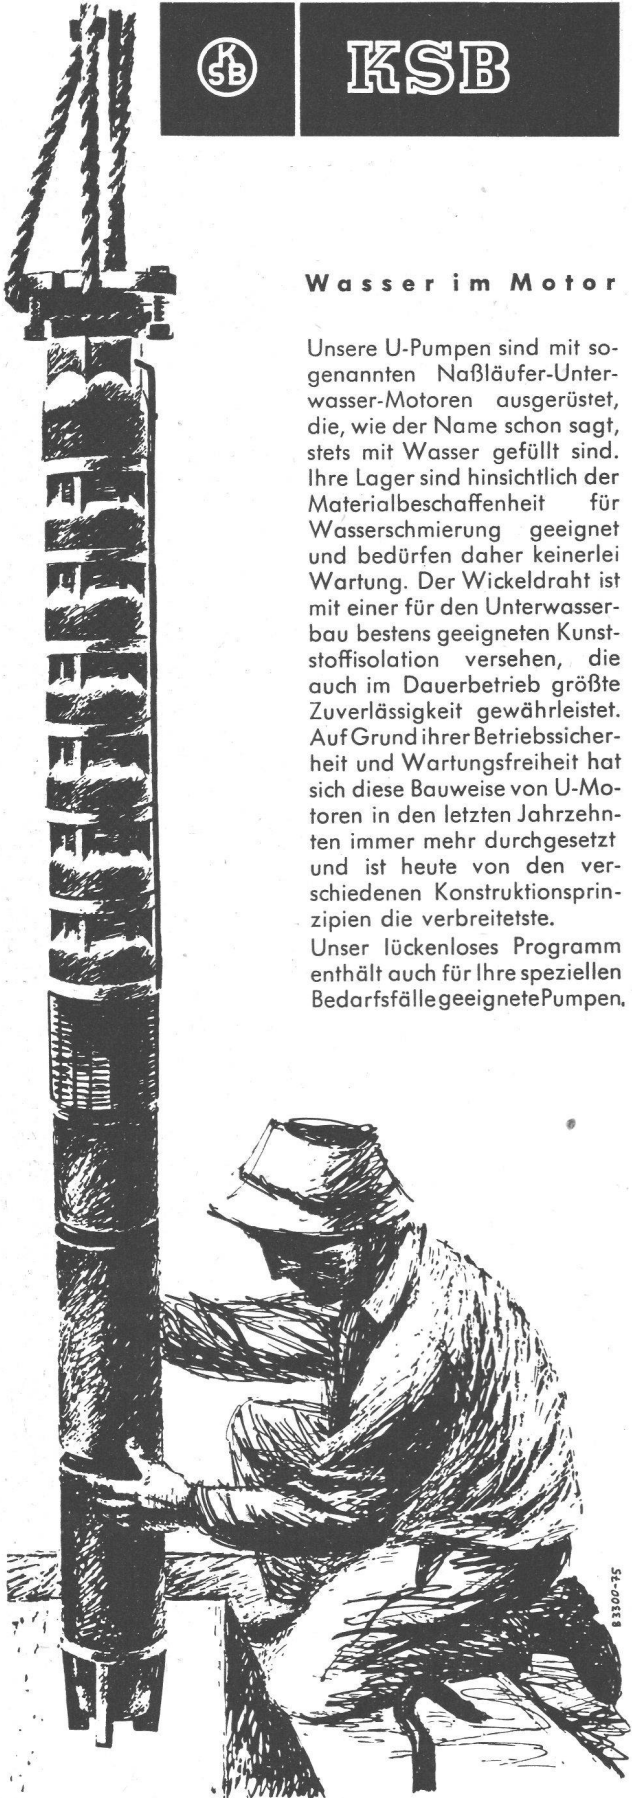 K
SB
KSB
Wasser im Motor
Unsere U-Pumpen sind mit so-
genannten Naßläufer-Unter-
wasser-Motoren ausgerüstet,
die, wie der Name schon sagt,
stets mit Wasser gefüllt sind.
Ihre Lager sind hinsichtlich der
Materialbeschaffenheit für
Wasserschmierung geeignet
und bedürfen daher keinerlei
Wartung. Der Wickeldraht ist
mit einer für den Unterwasser-
bau bestens geeigneten Kunst-
stoffisolation versehen, die
auch im Dauerbetrieb größte
Zuverlässigkeit gewährleistet.
Auf Grund ihrer Betriebssicher-
heit und Wartungsfreiheit hat
sich diese Bauweise von U-Mo-
toren in den letzten Jahrzehn-
ten immer mehr durchgesetzt
und ist heute von den ver-
schiedenen Konstruktionsprin-
zipien die verbreitetste.
Unser lückenloses Programm
enthält auch für Ihre speziellen
Bedarfsfälle geeignete Pumpen.
B3300-75